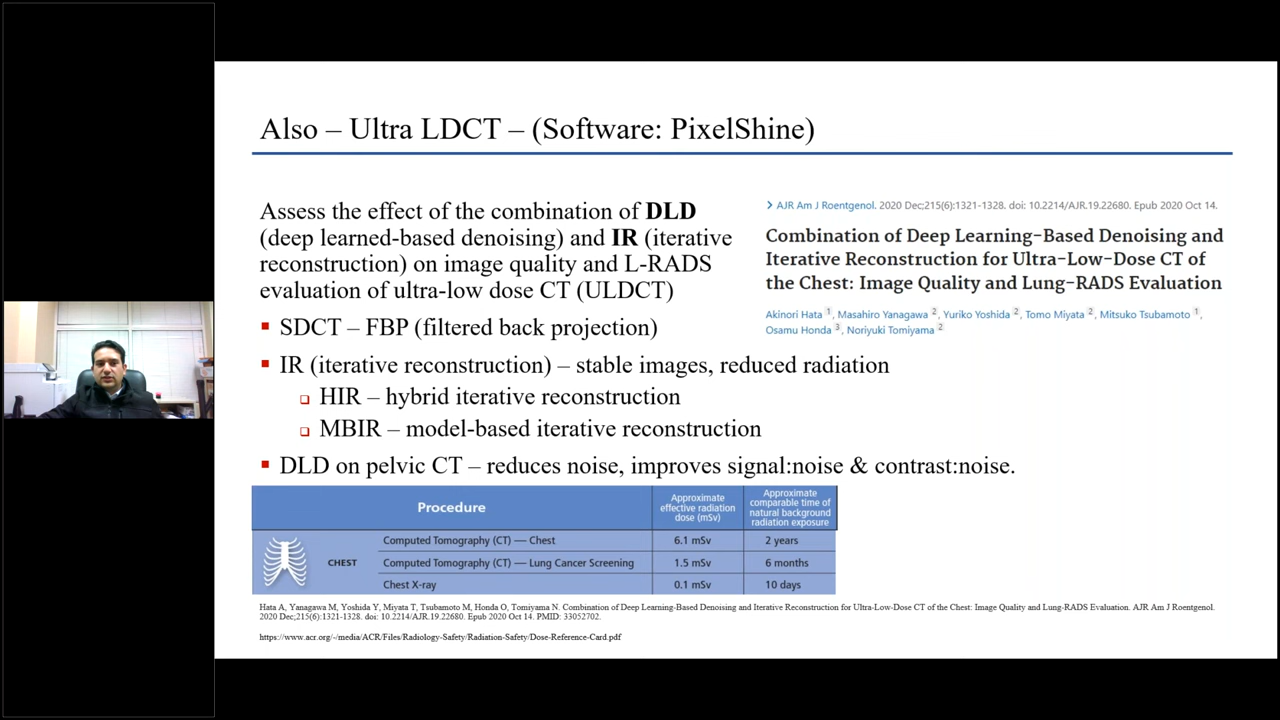 Also – Ultra LDCT – (Software: PixelShine)
Assess the effect of the combination of DLD
(deep learned-based denoising) and IR (iterative
reconstruction) on image quality and L-RADS
evaluation of ultra-low dose CT (ULDCT)
> AJR Am J Roentgenol. 2020 Dec;215(6):1321-1328. doi: 10.2214/AJR.19.22680. Epub 2020 Oct 14.
Combination of Deep Learning-Based Denoising and
Iterative Reconstruction for Ultra-Low-Dose CT of
the Chest: Image Quality and Lung-RADS Evaluation
Akinori Hata 1, Masahiro Yanagawa 2, Yuriko Yoshida 2, Tomo Miyata 2, Mitsuko Tsubamoto 1,
Osamu Honda 3, Noriyuki Tomiyama 2
SDCT – FBP (filtered back projection)
IR (iterative reconstruction) – stable images, reduced radiation
HIR – hybrid iterative reconstruction
MBIR – model-based iterative reconstruction
DLD on pelvic CT – reduces noise, improves signal:noise & contrast:noise.
Procedure
Approximate
effective radiation
dose (mSv)
Approximate
comparable time of
natural background
radiation exposure
CHEST
Computed Tomography (CT) — Chest 6.1 mSv 2 years
Computed Tomography (CT) — Lung Cancer Screening 1.5 mSv 6 months
Chest X-ray 0.1 mSv 10 days
Hata A, Yanagawa M, Yoshida Y, Miyata T, Tsubamoto M, Honda O, Tomiyama N. Combination of Deep Learning-Based Denoising and Iterative Reconstruction for Ultra-Low-Dose CT of the Chest: Image Quality and Lung-RADS Evaluation. AJR Am J Roentgenol.
2020 Dec;215(6):1321-1328. doi: 10.2214/AJR.19.22680. Epub 2020 Oct 14. PMID: 33052702.
https://www.acr.org/-/media/ACR/Files/Radiology-Safety/Radiation-Safety/Dose-Reference-Card.pdf